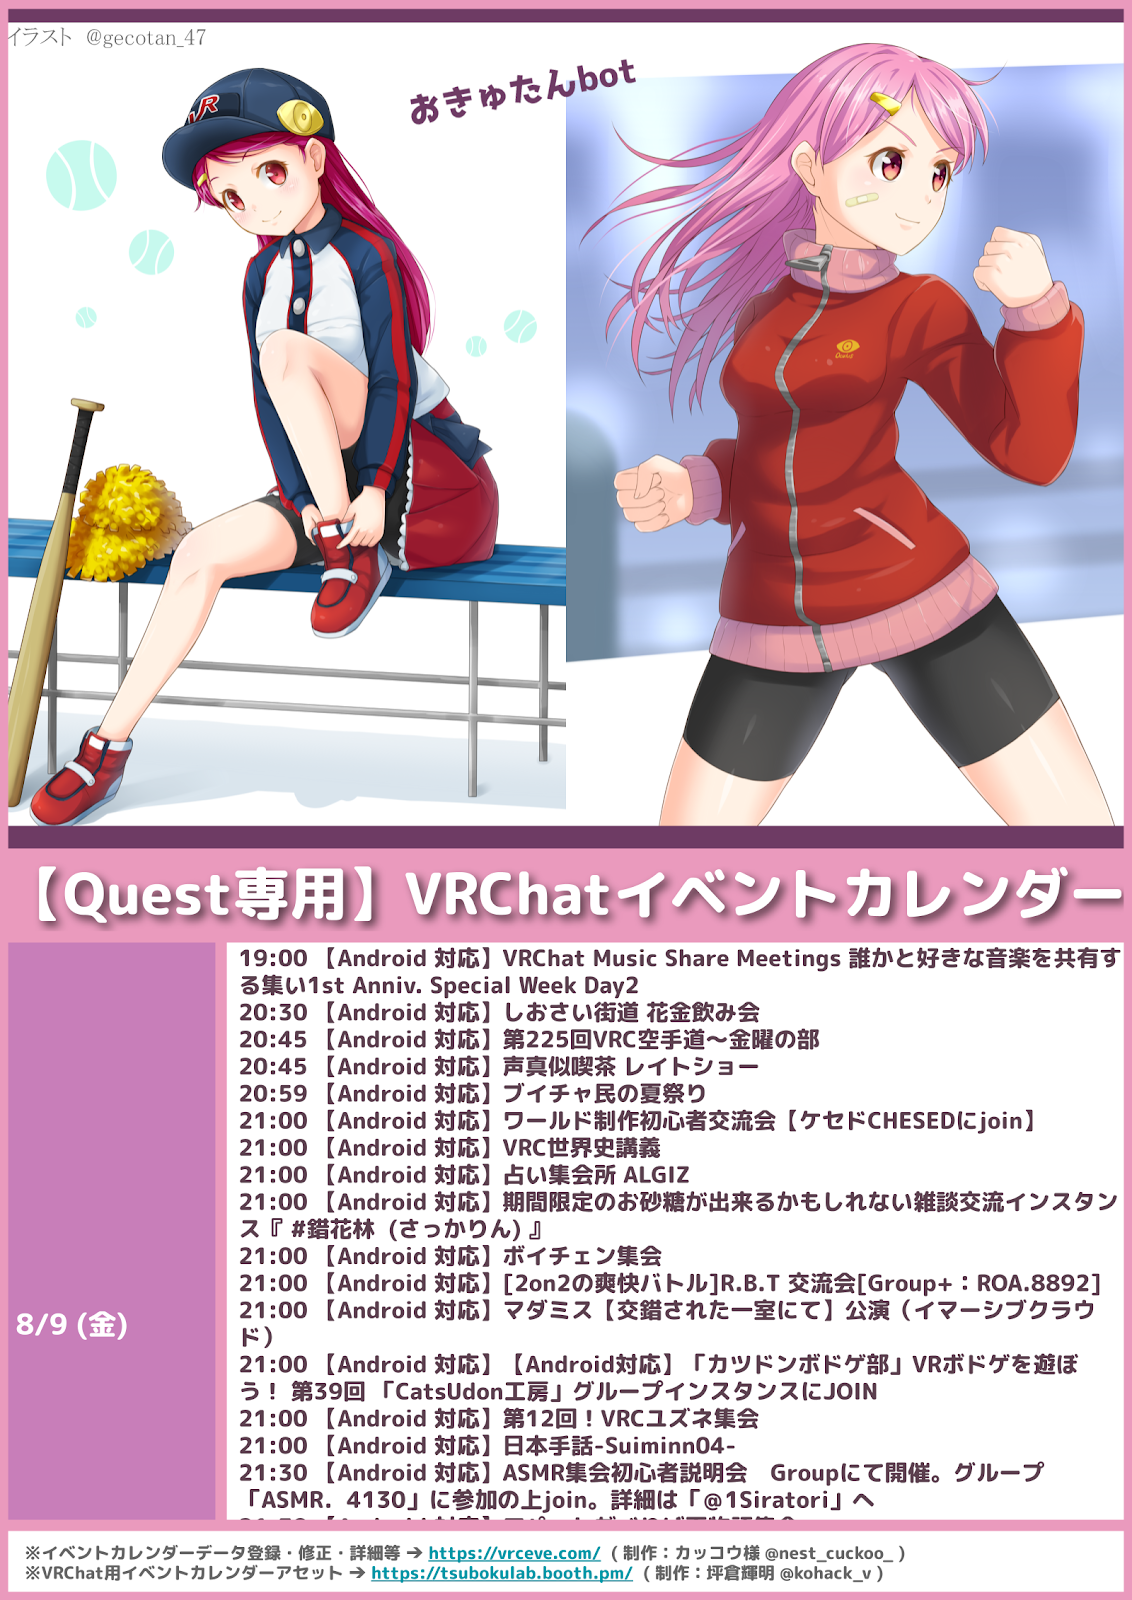 イラスト @gecotan_47
おきゅたんbot
VR
Quest
【Quest専用】VRChatイベントカレンダー
8/9 (金)
19:00 【Android 対応】VRChat Music Share Meetings 誰かと好きな音楽を共有す
る集い1st Anniv. Special Week Day2
20:30 【Android 対応】しおさい街道 花金飲み会
20:45 【Android 対応】第225回VRC空手道～金曜の部
20:45 【Android 対応】声真似喫茶 レイトショー
20:59 【Android 対応】ブイチャ民の夏祭り
21:00 【Android 対応】ワールド制作初心者交流会【ケセドCHESEDにjoin】
21:00 【Android 対応】VRC世界史講義
21:00 【Android 対応】占い集会所 ALGIZ
21:00 【Android 対応】期間限定のお砂糖が出来るかもしれない雑談交流インスタン
ス『 #錯花林（さっかりん) 』
21:00 【Android 対応】ボイチェン集会
21:00 【Android 対応】[2on2の爽快バトル]R.B.T 交流会[Group+：ROA.8892]
21:00 【Android 対応】マダミス【交錯された一室にて】公演（イマーシブクラウ
ド）
21:00 【Android 対応】【Android対応】「カツドンボドゲ部」VRボドゲを遊ぼ
う！ 第39回 「CatsUdon工房」グループインスタンスにJOIN
21:00 【Android 対応】第12回！VRCユズネ集会
21:00 【Android 対応】日本手話-Suiminn04-
21:30 【Android 対応】ASMR集会初心者説明会　Groupにて開催。グループ
「ASMR．4130」に参加の上join。詳細は「@1Siratori」へ
※イベントカレンダーデータ登録・修正・詳細等 → https://vrceve.com/ ( 制作：カッコウ様 @nest_cuckoo_ )
※VRChat用イベントカレンダーアセット → https://tsubokulab.booth.pm/ ( 制作：坪倉輝明 @kohack_v )